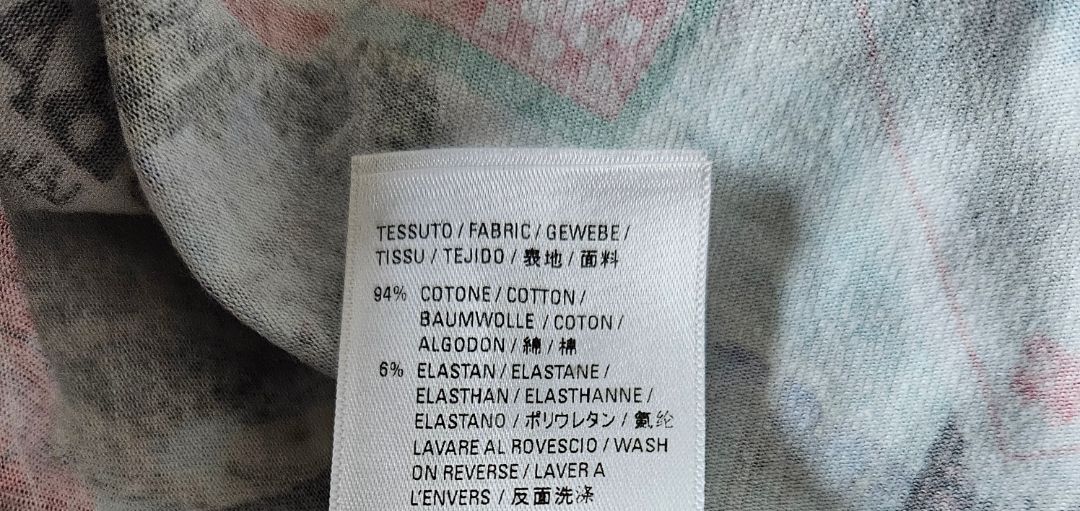 TESSUTO / FABRIC / GEWEBE /
TISSU / TEJIDO / 表地 / 面料
94% COTONE / COTTON /
BAUMWOLLE / COTON /
ALGODON / 綿 / 棉
6% ELASTAN / ELASTANE /
ELASTHAN / ELASTHANNE /
ELASTANO / ポリウレタン / 氨纶
LAVARE AL ROVESCIO / WASH
ON REVERSE / LAVER A
L'ENVERS / 反面洗涤